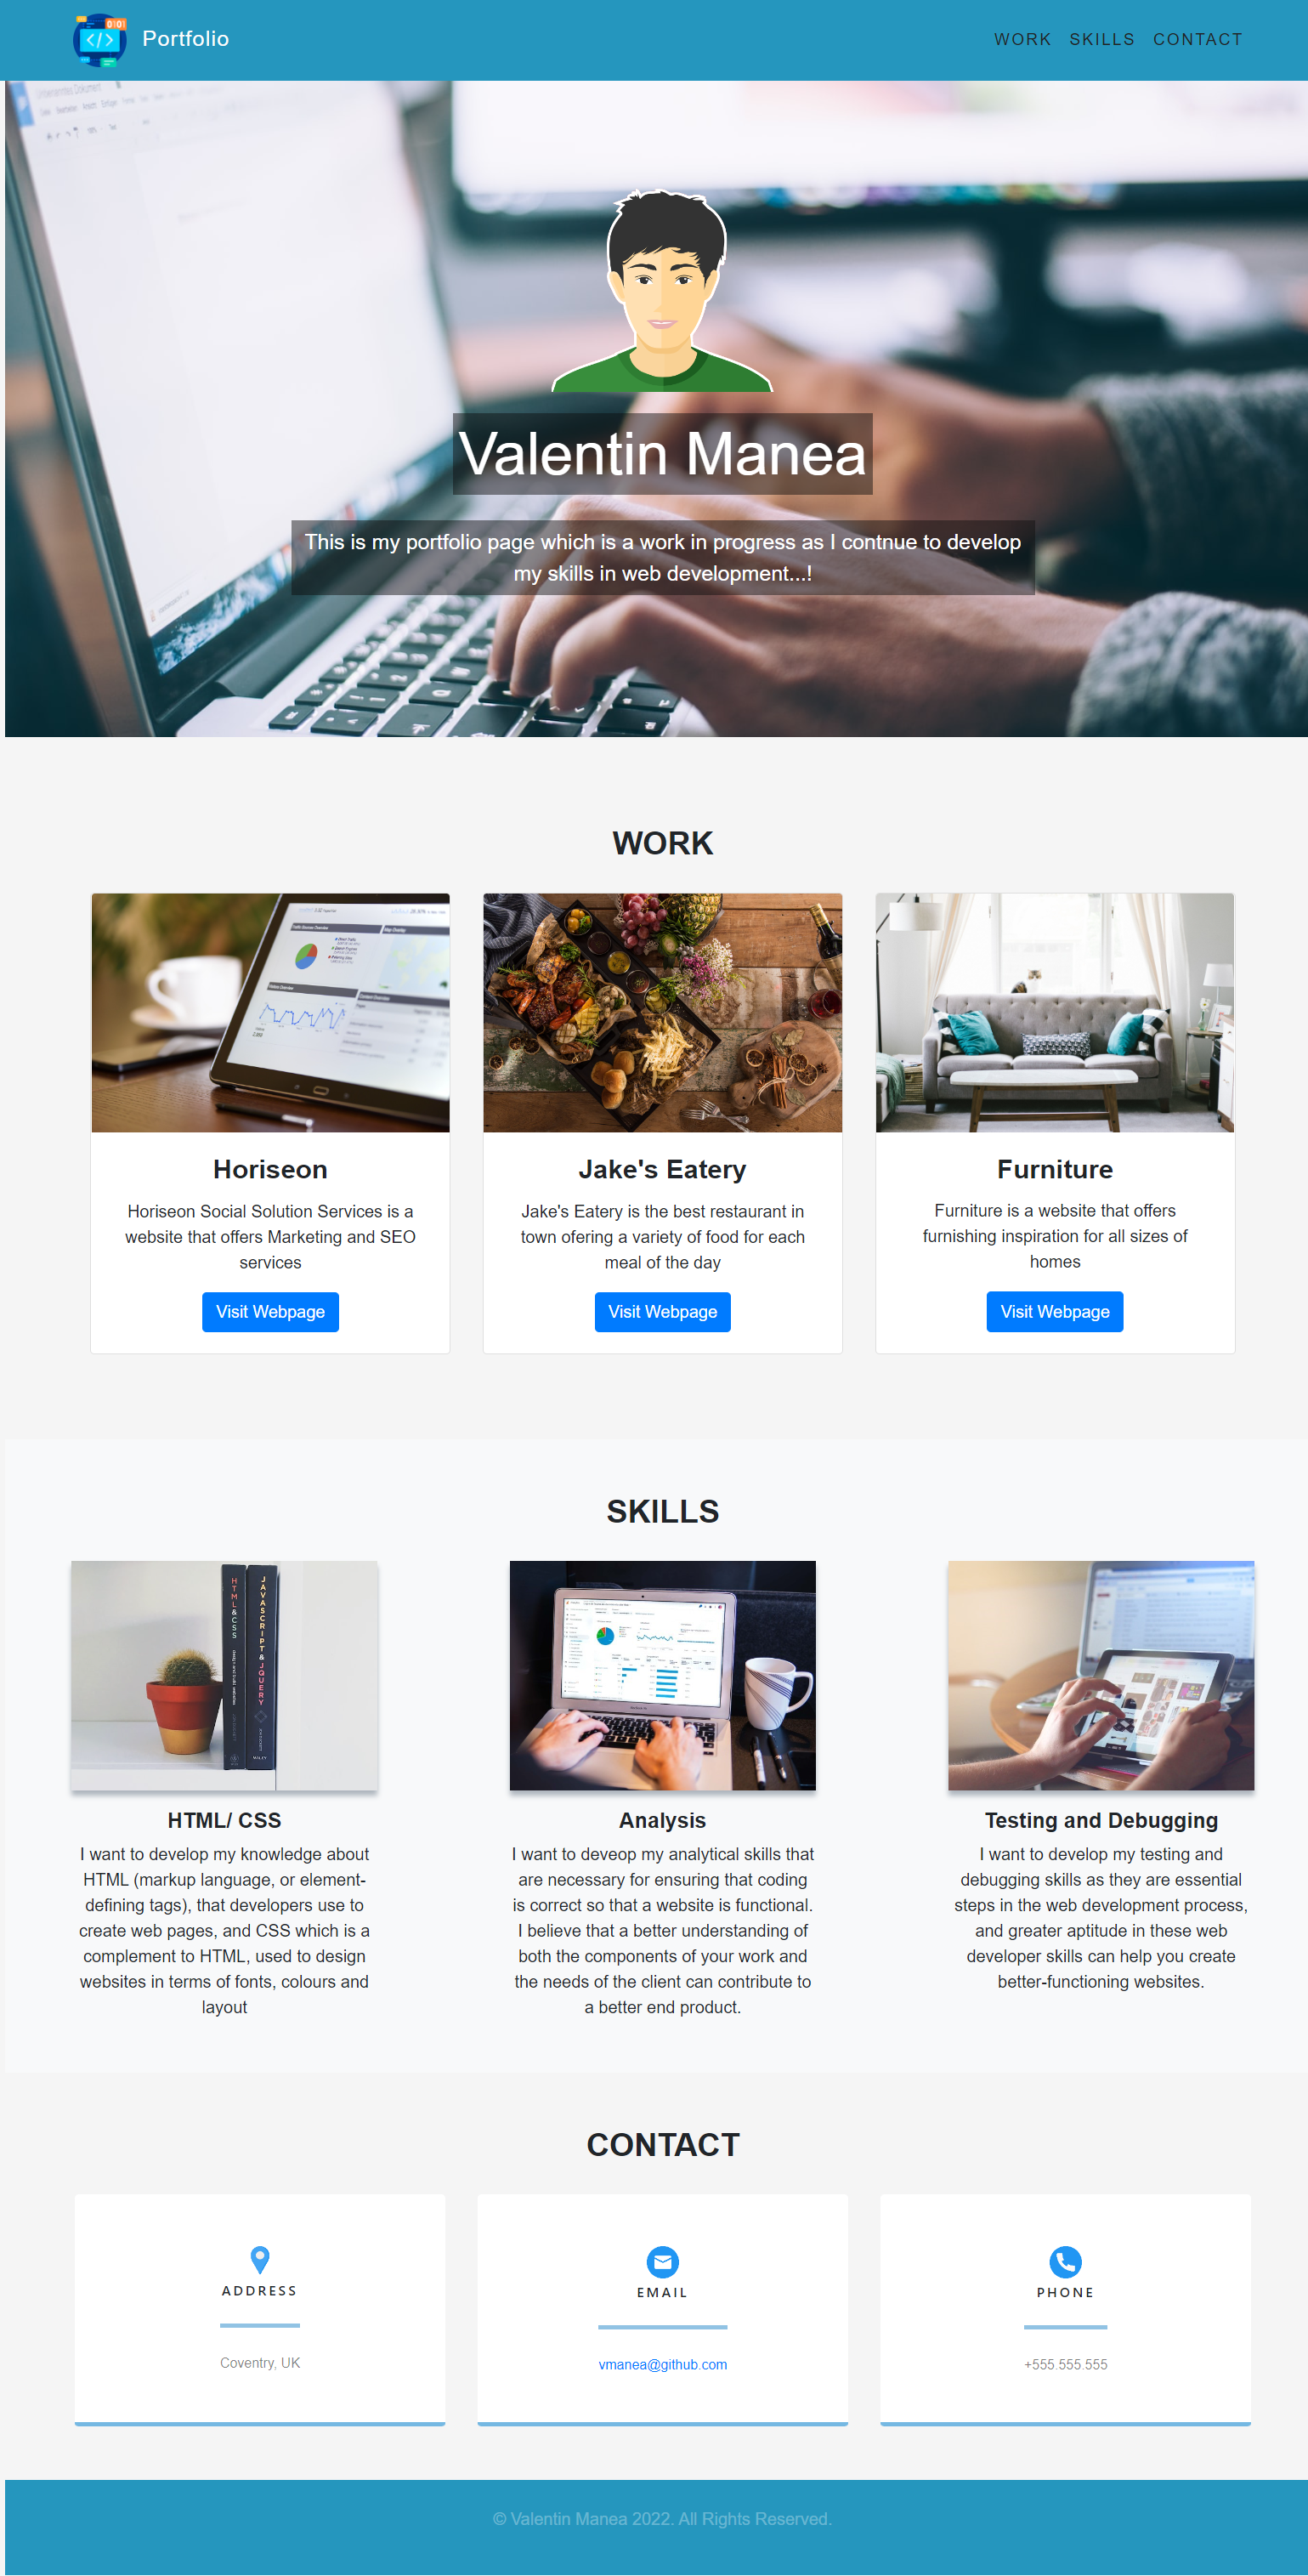 Portfolio
WORK SKILLS CONTACT
Valentin Manea
This is my portfolio page which is a work in progress as I contnue to develop
my skills in web development...!
WORK
Horiseon
Horiseon Social Solution Services is a
website that offers Marketing and SEO
services
Visit Webpage
Jake's Eatery
Jake's Eatery is the best restaurant in
town ofering a variety of food for each
meal of the day
Visit Webpage
Furniture
Furniture is a website that offers
furnishing inspiration for all sizes of
homes
Visit Webpage
SKILLS
HTML&CSS
JAVASCRIPT&JQUERY
HTML/ CSS
I want to develop my knowledge about
HTML (markup language, or element-
defining tags), that developers use to
create web pages, and CSS which is a
complement to HTML, used to design
websites in terms of fonts, colours and
layout
Analysis
I want to deveop my analytical skills that
are necessary for ensuring that coding
is correct so that a website is functional.
I believe that a better understanding of
both the components of your work and
the needs of the client can contribute to
a better end product.
Testing and Debugging
I want to develop my testing and
debugging skills as they are essential
steps in the web development process,
and greater aptitude in these web
developer skills can help you create
better-functioning websites.
CONTACT
ADDRESS
Coventry, UK
EMAIL
vmanea@github.com
PHONE
+555.555.555
© Valentin Manea 2022. All Rights Reserved.